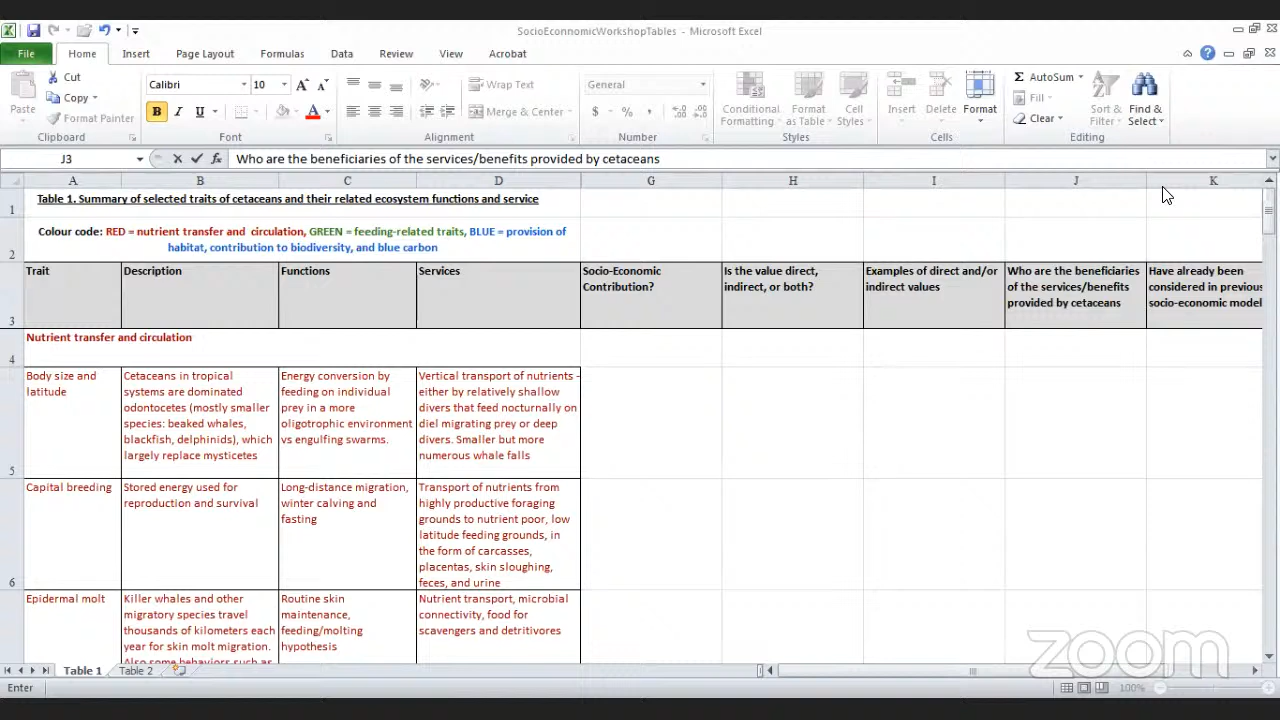 SocioEconnomicWorkshopTables - Microsoft Excel
File Home Insert Page Layout Formulas Data Review View Acrobat
Paste
Cut
Copy
Format Painter
Clipboard
Calibri 10
B I U A
Font
Wrap Text
Merge & Center
Alignment
General
$ % ,
Number
Conditional Formatting
Format as Table
Cell Styles
Styles
Insert Delete Format
Cells
AutoSum
Fill
Clear
Sort & Filter
Find & Select
Editing
J3 fx Who are the beneficiaries of the services/benefits provided by cetaceans
A B C D G H I J K
1
Table 1. Summary of selected traits of cetaceans and their related ecosystem functions and service
2
Colour code: RED = nutrient transfer and circulation, GREEN = feeding-related traits, BLUE = provision of
habitat, contribution to biodiversity, and blue carbon
3
Trait
Description
Functions
Services
Socio-Economic
Contribution?
Is the value direct,
indirect, or both?
Examples of direct and/or
indirect values
Who are the beneficiaries
of the services/benefits
provided by cetaceans
Have already been
considered in previous
socio-economic model
4
Nutrient transfer and circulation
5
Body size and
latitude
Cetaceans in tropical
systems are dominated
odontocetes (mostly smaller
species: beaked whales,
blackfish, delphinids), which
largely replace mysticetes
Energy conversion by
feeding on individual
prey in a more
oligotrophic environment
vs engulfing swarms.
Vertical transport of nutrients -
either by relatively shallow
divers that feed nocturnally on
diel migrating prey or deep
divers. Smaller but more
numerous whale falls
6
Capital breeding
Stored energy used for
reproduction and survival
Long-distance migration,
winter calving and
fasting
Transport of nutrients from
highly productive foraging
grounds to nutrient poor, low
latitude feeding grounds, in
the form of carcasses,
placentas, skin sloughing,
feces, and urine
Epidermal molt
Killer whales and other
migratory species travel
thousands of kilometers each
year for skin molt migration.
Also some behaviors such as
Routine skin
maintenance,
feeding/molting
hypothesis
Nutrient transport, microbial
connectivity, food for
scavengers and detritivores
zoom
Table 1 Table 2
Enter 100%